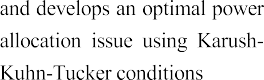 and develops an optimal power
allocation issue using Karush-
Kuhn-Tucker conditions